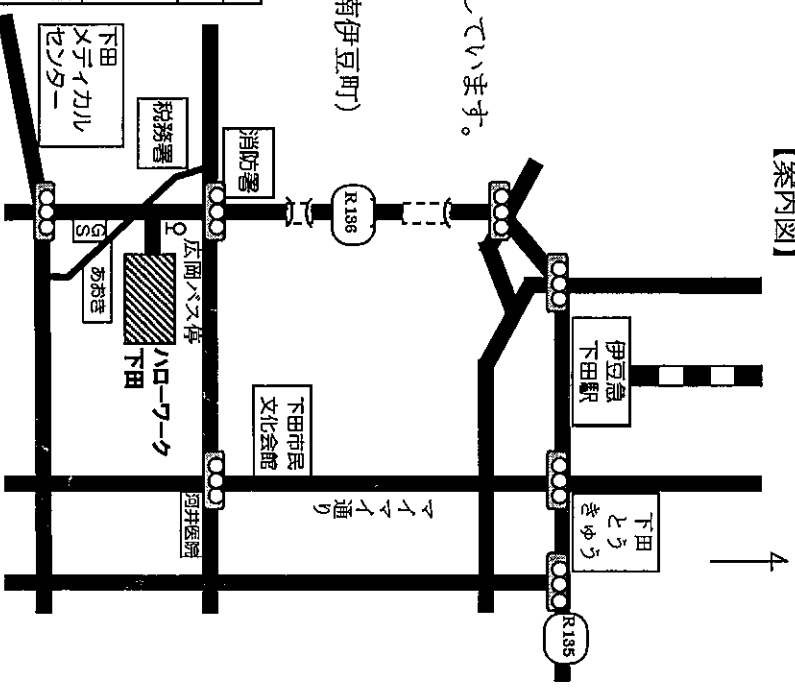 しています。
南伊豆町)
【案内図】
伊豆急
下田駅
下田
とう
きゅう
R135
R136
マイマイ通り
消防署
下田市民
文化会館
税務署
広岡バス停
河井医院
ハローワーク
下田
GS
あおき
下田
メディカル
センター